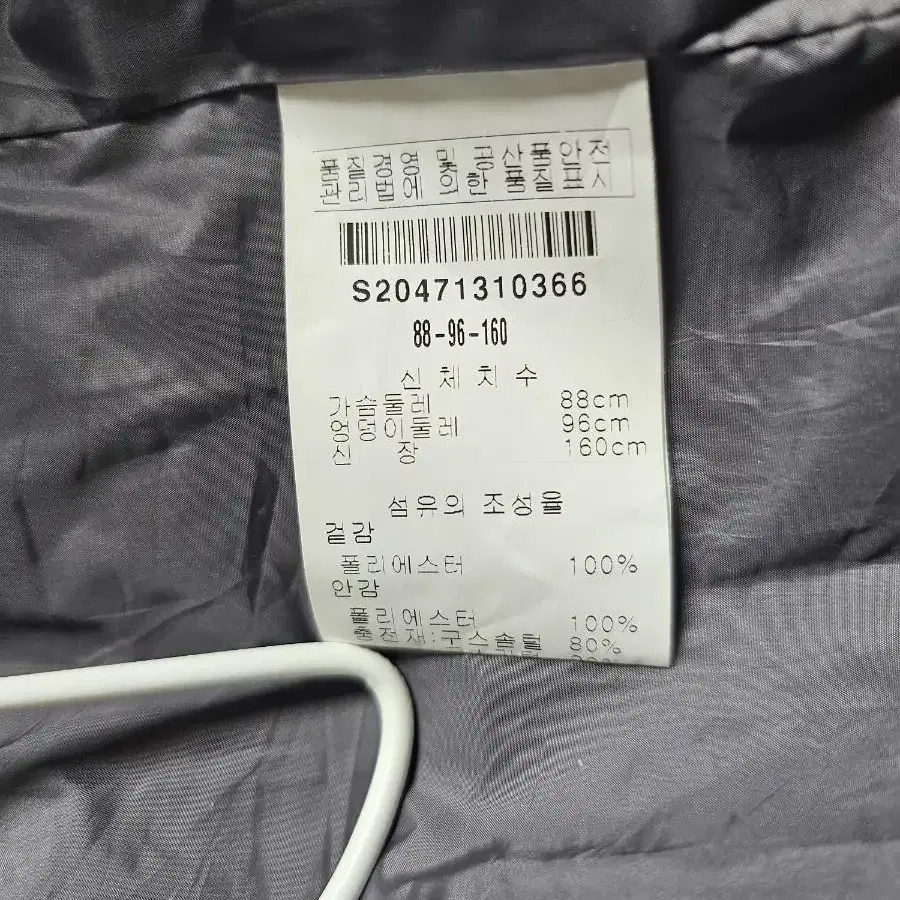 품질경영 및 공산품안전
관리법에 의한 품질표시
S20471310366
88-96-160
신 체 치 수
가슴둘레 88cm
엉덩이둘레 96cm
신 장 160cm
섬유의 조성율
겉감
폴리에스터 100%
안감
폴리에스터 100%
충전재:구스솜털 80%